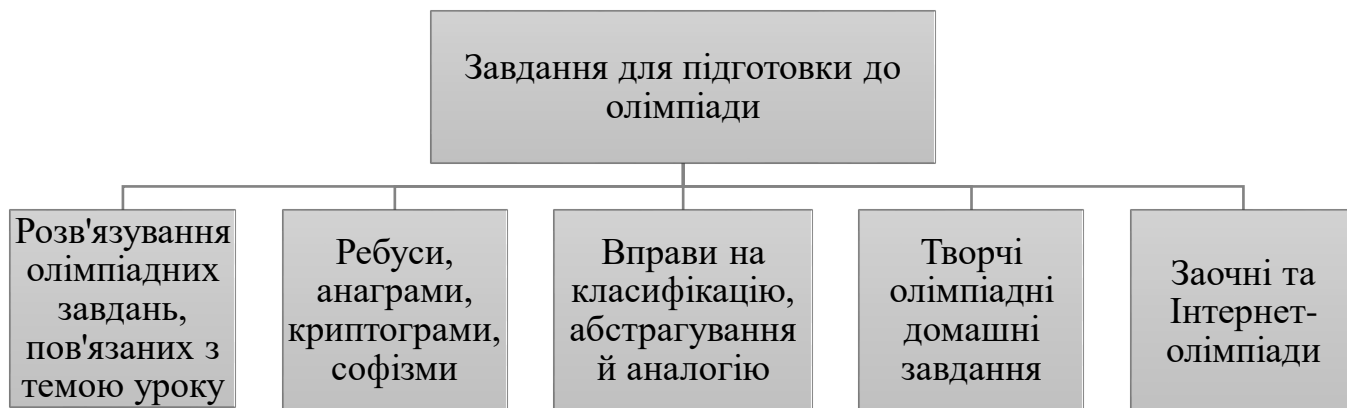 Завдання для підготовки до
олімпіади
Розв'язування
олімпіадних
завдань,
пов'язаних з
темою уроку
Ребуси,
анаграми,
криптограми,
софізми
Вправи на
класифікацію,
абстрагування
й аналогію
Творчі
олімпіадні
домашні
завдання
Заочні та
Інтернет-
олімпіади